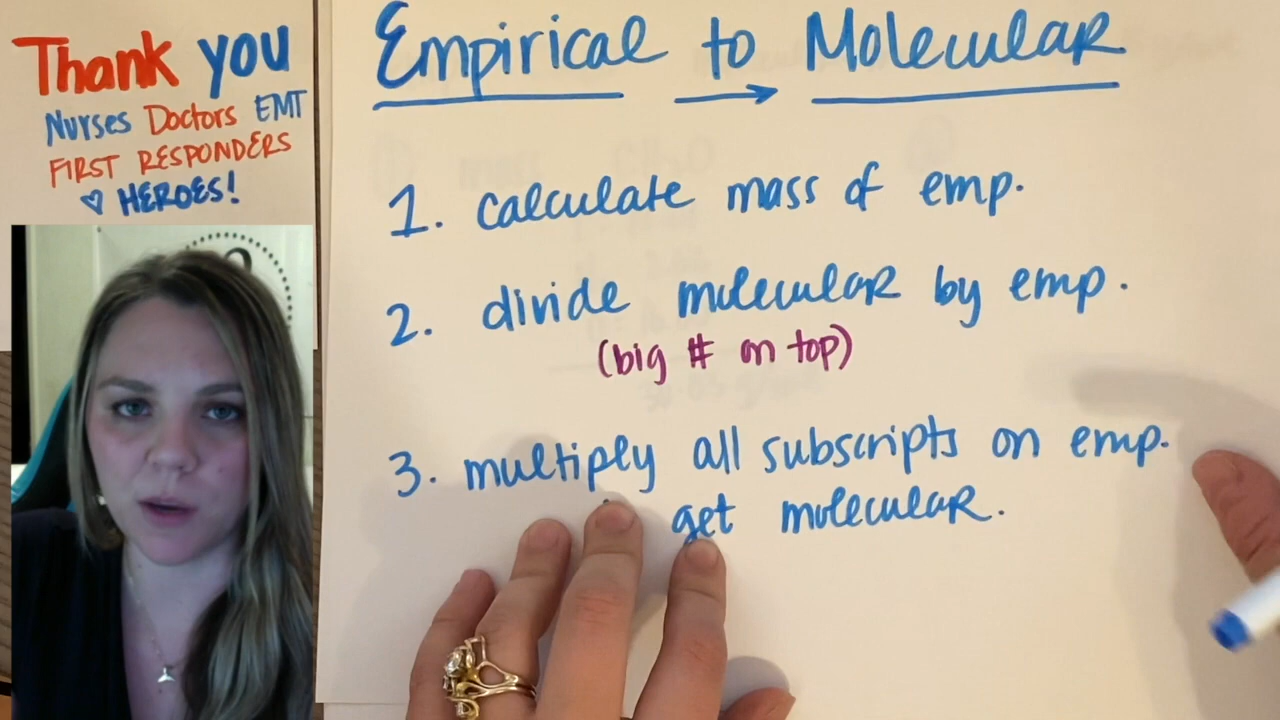 Thank you
Nurses Doctors EMT
FIRST RESPONDERS
HEROES!
Empirical to Molecular
1. calculate mass of emp.
2. divide molecular by emp.
(big # on top)
3. multiply all subscripts on emp.
get molecular.